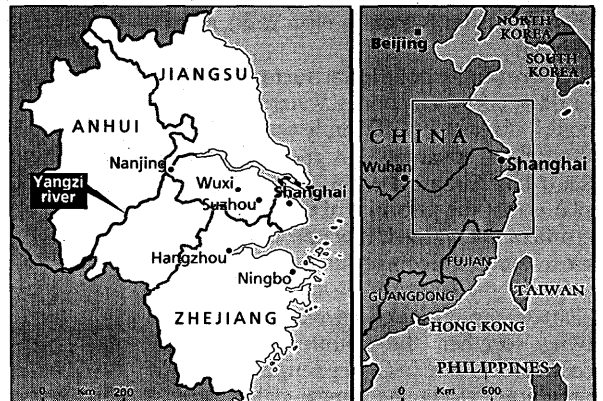 JIANGSU
ANHUI
Nanjing
Yangzi
river
Wuxi
Shanghai
Suzhou
Hangzhou
Ningbo
ZHEJIANG
0 Km 200
NORTH
KOREA
Beijing
SOUTH
KOREA
CHINA
Wuhan
Shanghai
FUJIAN
GUANGDONG
TAIWAN
HONG KONG
PHILIPPINES
0 Km 600